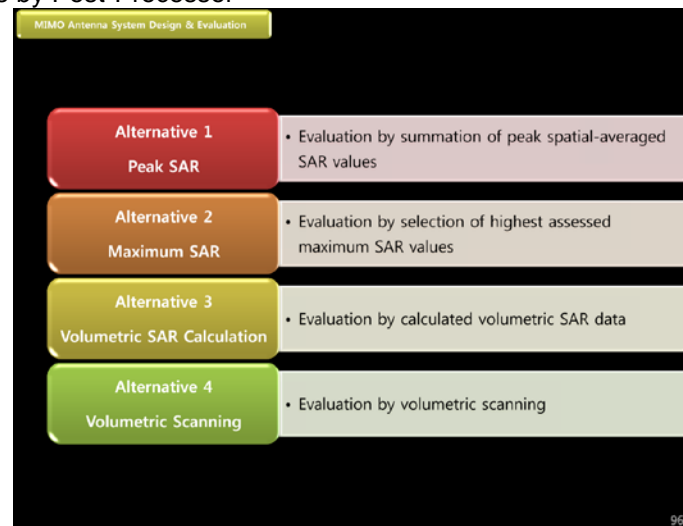 MIMO Antenna System Design & Evaluation
Alternative 1
Peak SAR
• Evaluation by summation of peak spatial-averaged
SAR values
Alternative 2
Maximum SAR
• Evaluation by selection of highest assessed
maximum SAR values
Alternative 3
Volumetric SAR Calculation
• Evaluation by calculated volumetric SAR data
Alternative 4
Volumetric Scanning
• Evaluation by volumetric scanning
96